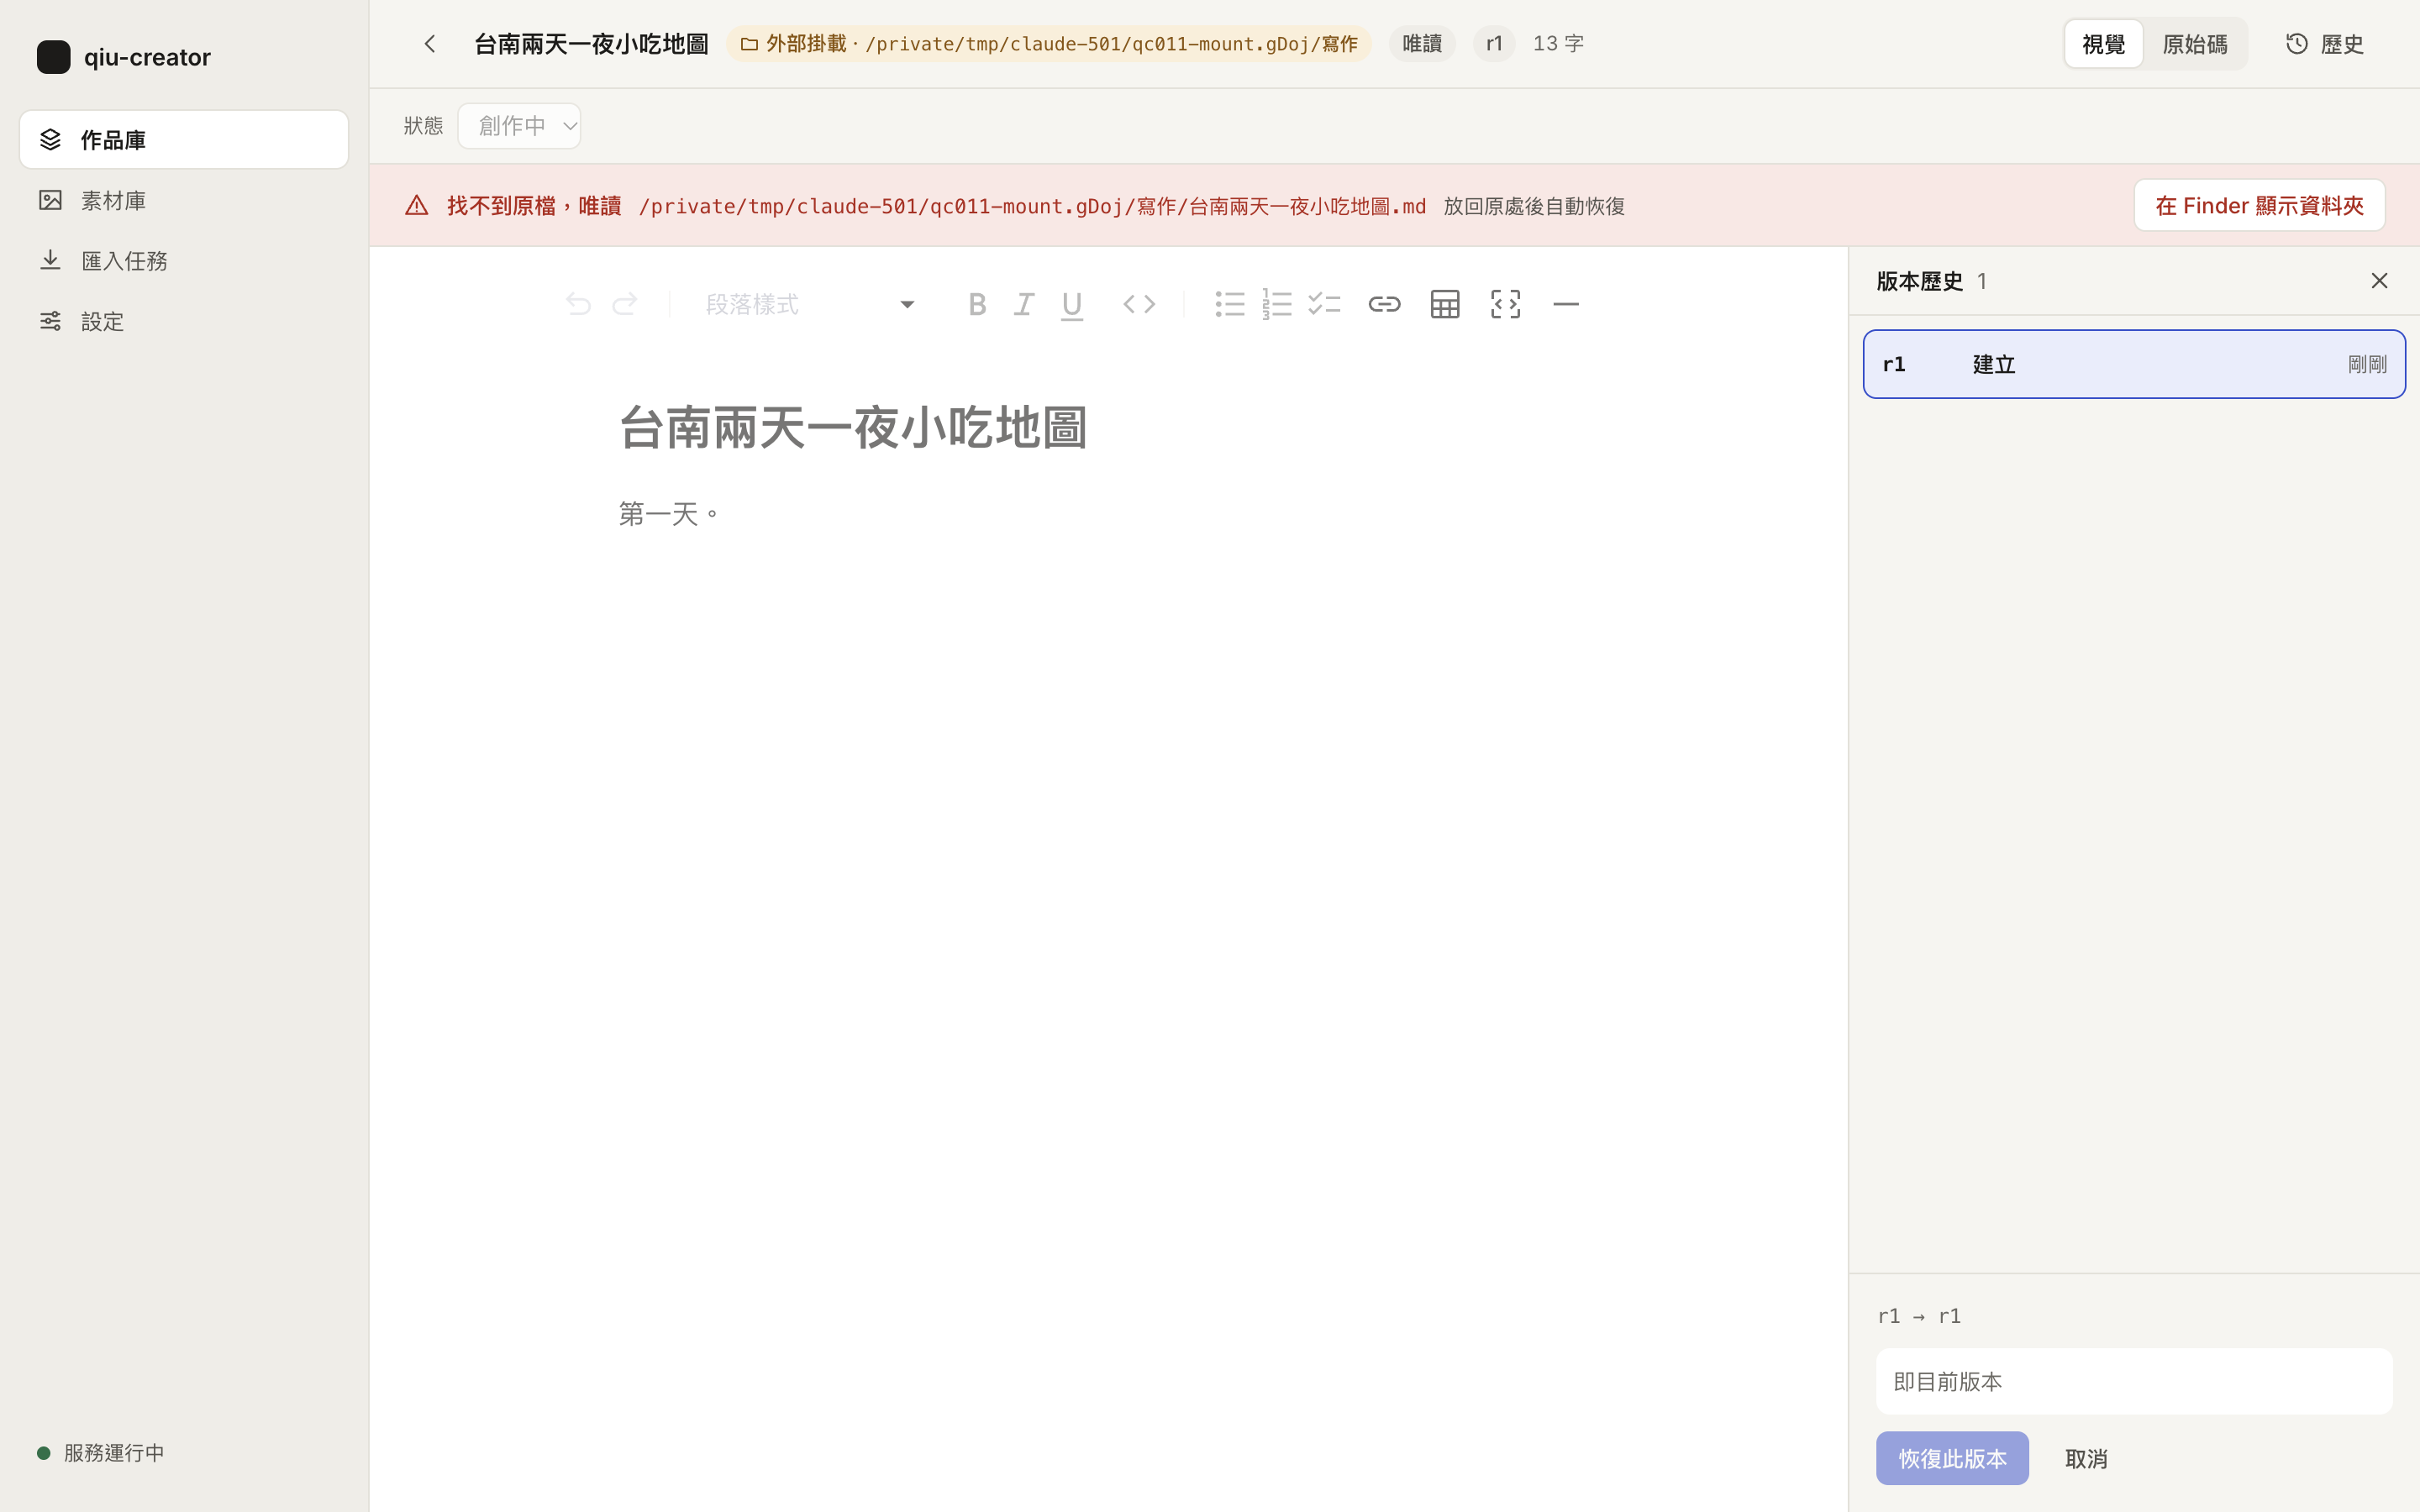 qiu-creator
作品庫
素材庫
匯入任務
設定
服務運行中
台南兩天一夜小吃地圖 外部掛載 · /private/tmp/claude-501/qc011-mount.gDoj/寫作 唯讀 r1 13 字 視覺 原始碼 歷史
狀態 創作中
找不到原檔，唯讀 /private/tmp/claude-501/qc011-mount.gDoj/寫作/台南兩天一夜小吃地圖.md 放回原處後自動恢復 在 Finder 顯示資料夾
段落樣式
台南兩天一夜小吃地圖
第一天。
版本歷史 1
r1 建立 剛剛
r1 → r1
即目前版本
恢復此版本 取消